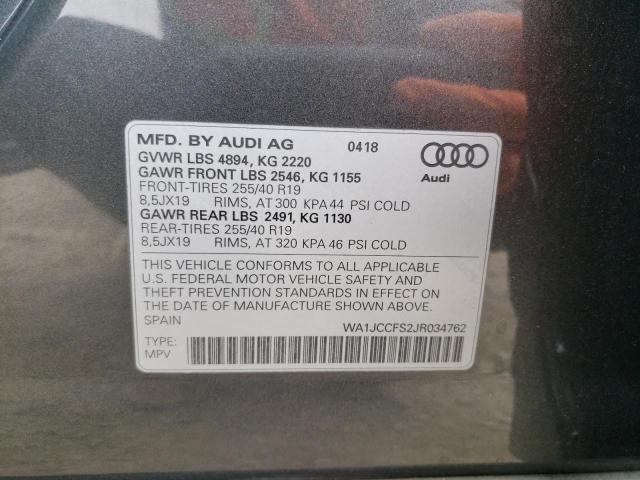 MFD. BY AUDI AG 0418
GVWR LBS 4894, KG 2220
GAWR FRONT LBS 2546, KG 1155
FRONT-TIRES 255/40 R19
8,5JX19 RIMS, AT 300 KPA 44 PSI COLD
GAWR REAR LBS 2491, KG 1130
REAR-TIRES 255/40 R19
8,5JX19 RIMS, AT 320 KPA 46 PSI COLD
Audi
THIS VEHICLE CONFORMS TO ALL APPLICABLE
U.S. FEDERAL MOTOR VEHICLE SAFETY AND
THEFT PREVENTION STANDARDS IN EFFECT ON
THE DATE OF MANUFACTURE SHOWN ABOVE.
SPAIN WA1JCCFS2JR034762
TYPE:
MPV